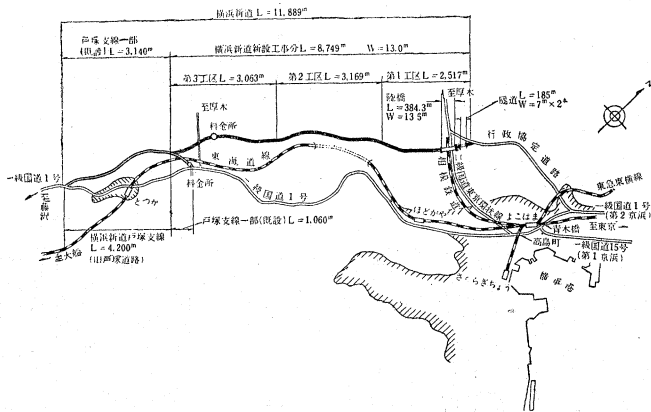 横浜新道 L = 11.889m
戸塚支線一部
(既設) L = 3,140m
横浜新道新設工事分 L = 8,749m W = 13.0m
第3工区 L = 3.063m
第2工区 L = 3,169m
第1工区 L = 2,517m
至厚木
料金所
東海道線
料金所
一級国道1号
陸橋
L = 384.3m
W = 13.5m
至厚木
隧道 L = 185m
W = 7m × 2
行政協定道路
相模鉄道
東急東横線
一級国道1号
(第2京浜)
至東京
一級国道15号
(第1京浜)
青木橋
高島町
よこはま
ほどがや
さくらぎちょう
横浜港
一級国道1号
とつか
戸塚支線一部(既設) L = 1.060m
横浜新道戸塚支線
L = 4.200m
(旧戸塚道路)
至大船